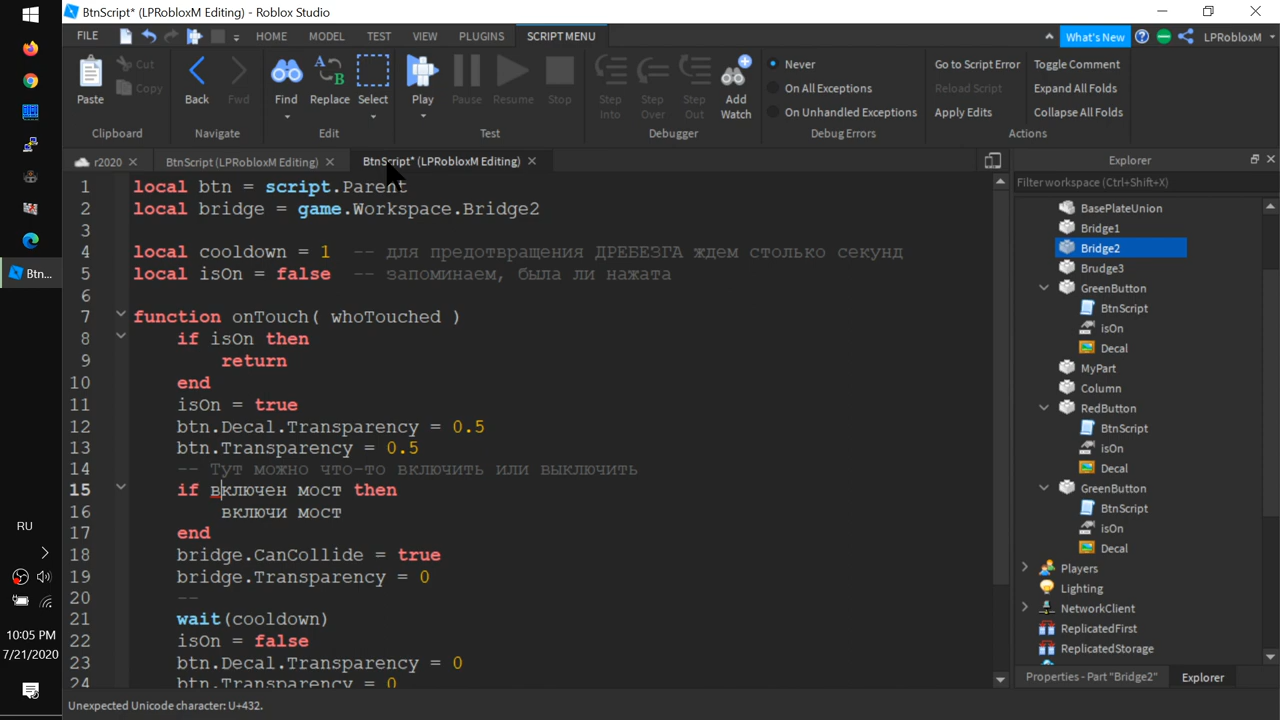 BtnScript* (LPRobloxM Editing) - Roblox Studio
FILE HOME MODEL TEST VIEW PLUGINS SCRIPT MENU What's New LPRobloxM
Paste Cut Copy Back Fwd Find Replace Select Play Pause Resume Stop Step Into Step Over Step Out Add Watch
Never
On All Exceptions
On Unhandled Exceptions
Go to Script Error Toggle Comment
Reload Script Expand All Folds
Apply Edits Collapse All Folds
Clipboard Navigate Edit Test Debugger Debug Errors Actions
r2020 BtnScript (LPRobloxM Editing) BtnScript* (LPRobloxM Editing)
1 local btn = script.Parent
2 local bridge = game.Workspace.Bridge2
3
4 local cooldown = 1 -- для предотвращения ДРЕБЕЗГА ждем столько секунд
5 local isOn = false -- запоминаем, была ли нажата
6
7 function onTouch( whoTouched )
8 if isOn then
9 return
10 end
11 isOn = true
12 btn.Decal.Transparency = 0.5
13 btn.Transparency = 0.5
14 -- Тут можно что-то включить или выключить
15 if включен мост then
16 включи мост
17 end
18 bridge.CanCollide = true
19 bridge.Transparency = 0
20 --
21 wait(cooldown)
22 isOn = false
23 btn.Decal.Transparency = 0
24 btn.Transparency = 0
Explorer
Filter workspace (Ctrl+Shift+X)
BasePlateUnion
Bridge1
Bridge2
Brudge3
GreenButton
BtnScript
isOn
Decal
MyPart
Column
RedButton
BtnScript
isOn
Decal
GreenButton
BtnScript
isOn
Decal
Players
Lighting
NetworkClient
ReplicatedFirst
ReplicatedStorage
Properties - Part "Bridge2" Explorer
Unexpected Unicode character: U+432.
Btn...
RU
10:05 PM
7/21/2020